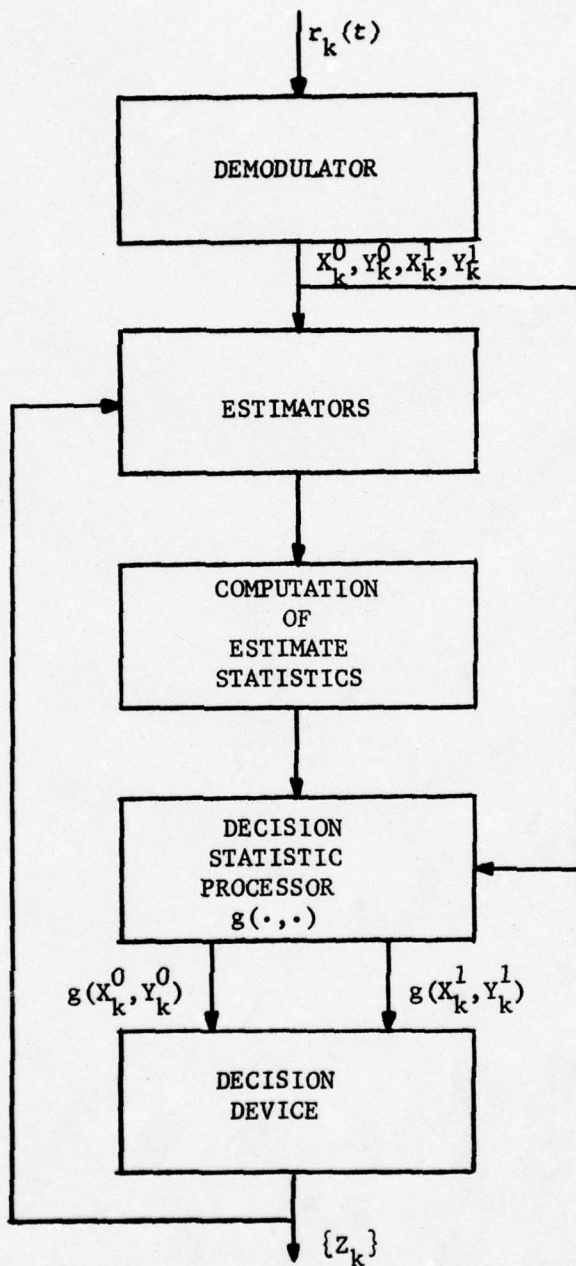 r_k(t)
DEMODULATOR
X_k^0, Y_k^0, X_k^1, Y_k^1
ESTIMATORS
COMPUTATION
OF
ESTIMATE
STATISTICS
DECISION
STATISTIC
PROCESSOR
g(·,·)
g(X_k^0, Y_k^0)
g(X_k^1, Y_k^1)
DECISION
DEVICE
{Z_k}